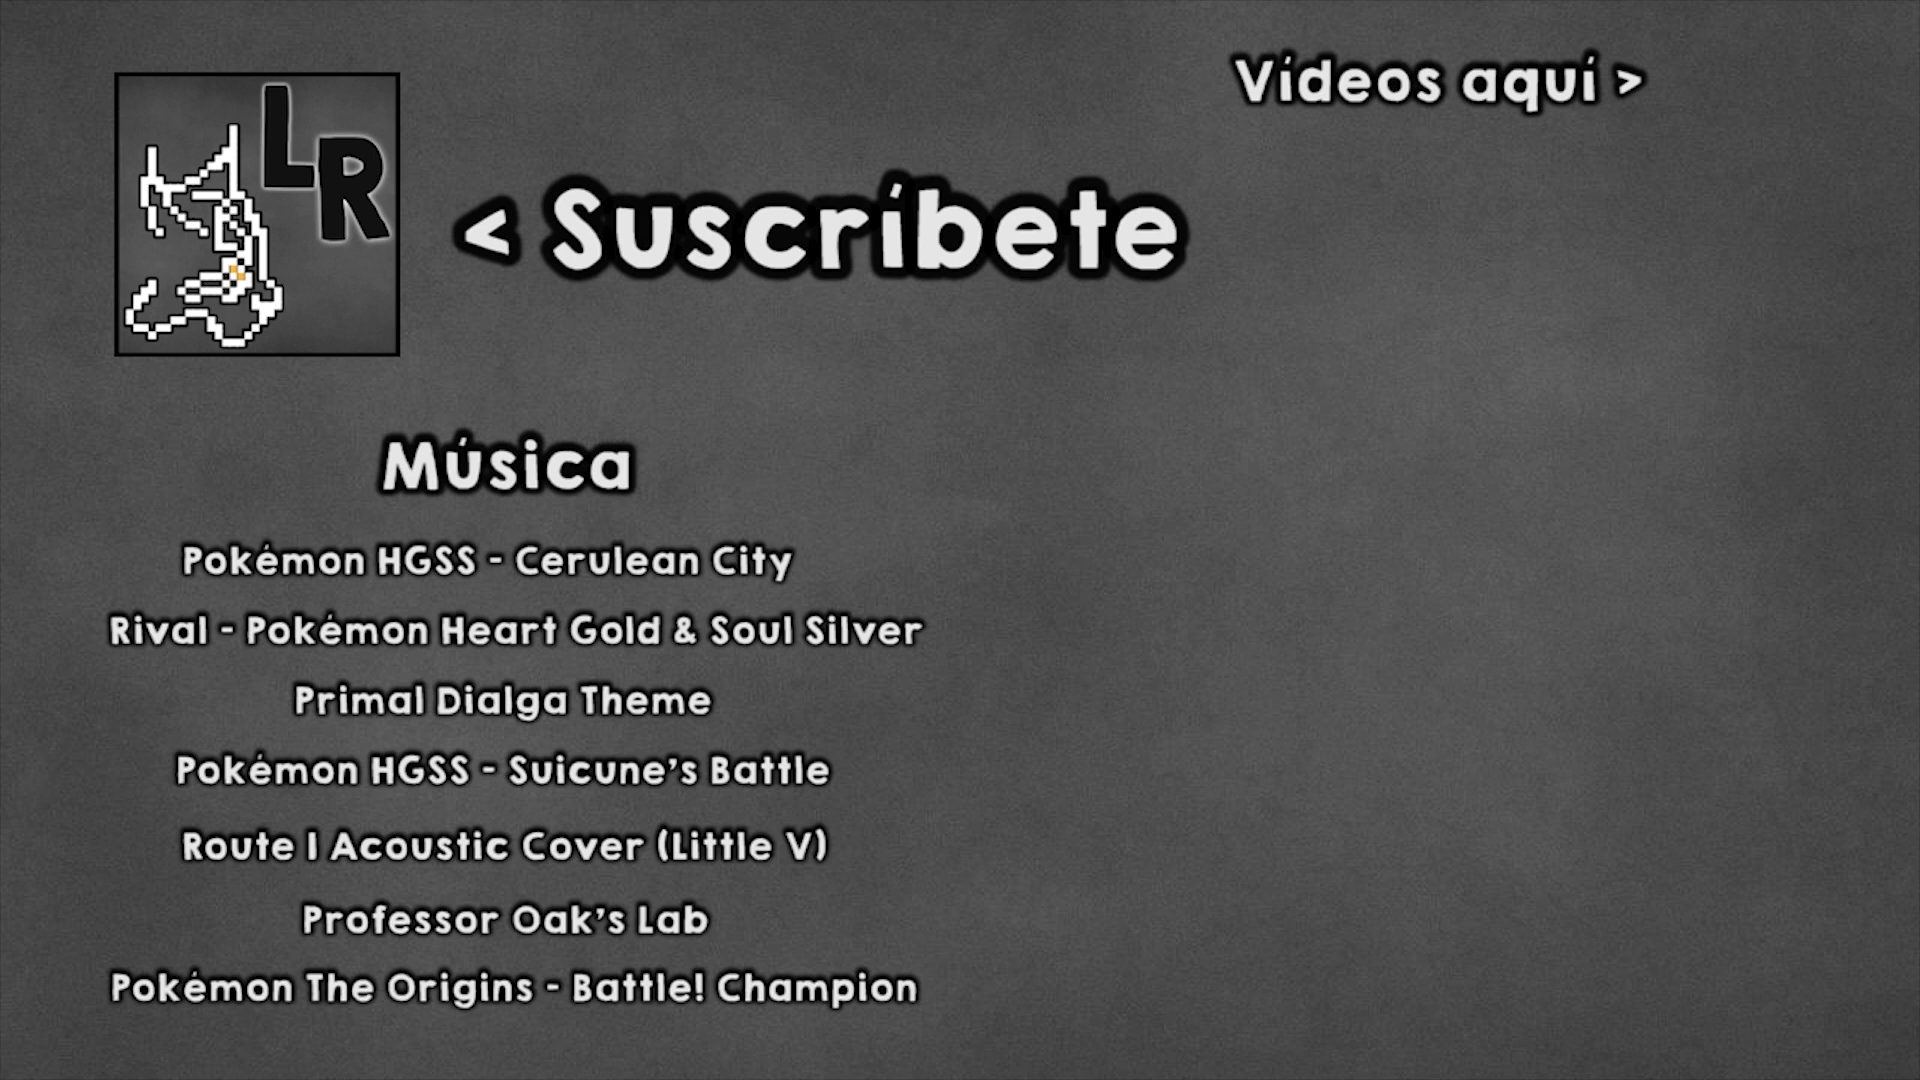 Vídeos aquí >
LR
< Suscríbete
Música
Pokémon HGSS - Cerulean City
Rival - Pokémon Heart Gold & Soul Silver
Primal Dialga Theme
Pokémon HGSS - Suicune's Battle
Route 1 Acoustic Cover (Little V)
Professor Oak's Lab
Pokémon The Origins - Battle! Champion